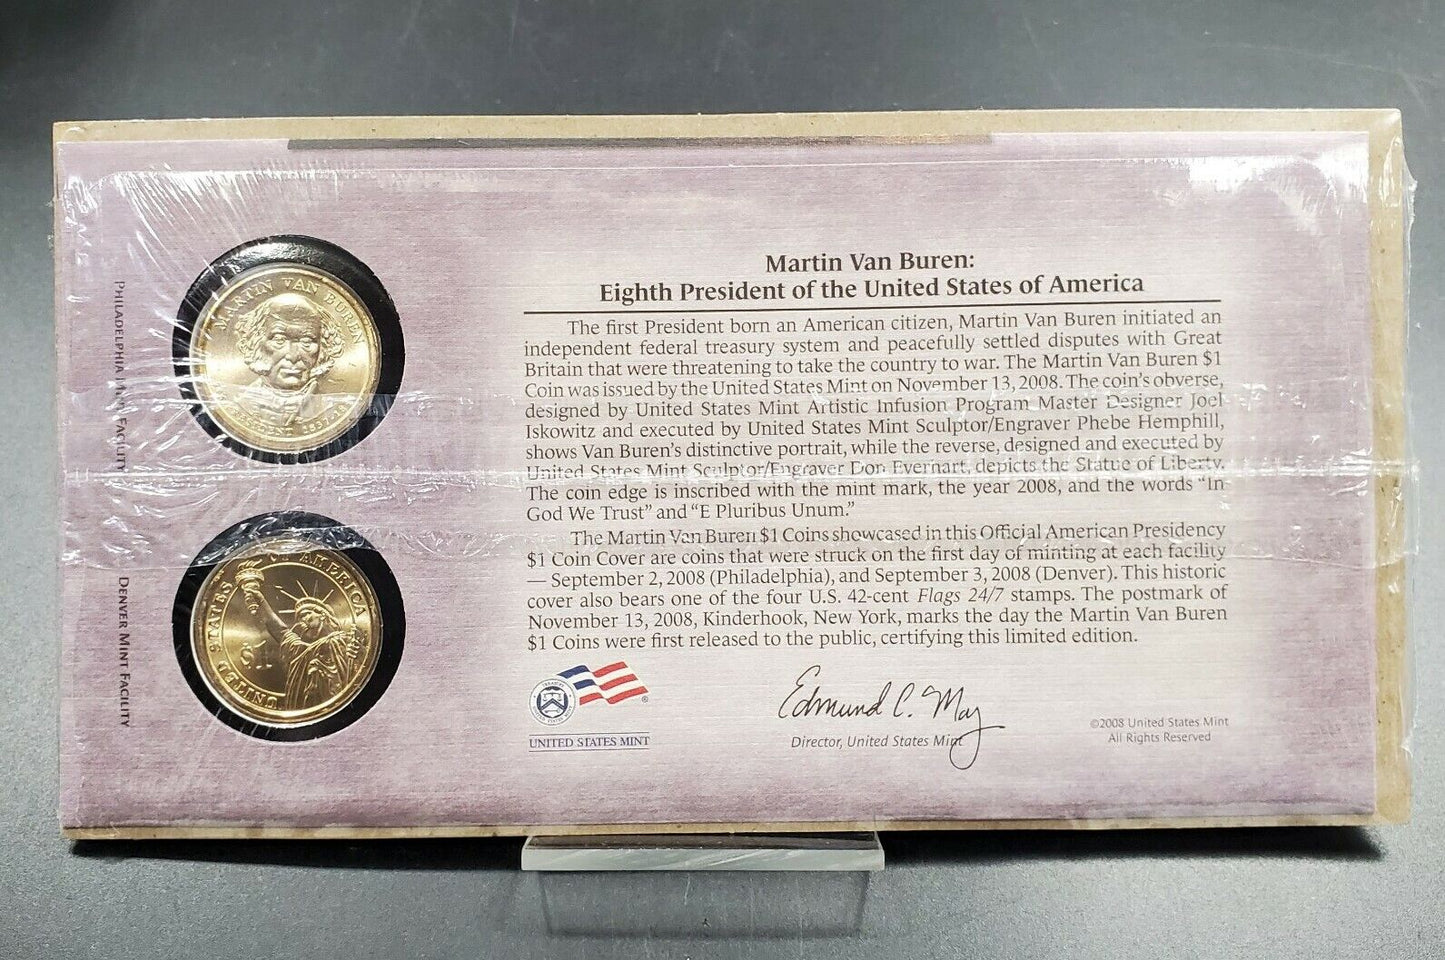 Martin Van Buren:
Eighth President of the United States of America
The first President born an American citizen, Martin Van Buren initiated an
independent federal treasury system and peacefully settled disputes with Great
Britain that were threatening to take the country to war. The Martin Van Buren $1
Coin was issued by the United States Mint on November 13, 2008. The coin's obverse,
designed by United States Mint Artistic Infusion Program Master Designer Joel
Iskowitz and executed by United States Mint Sculptor/Engraver Phebe Hemphill,
shows Van Buren's distinctive portrait, while the reverse, designed and executed by
United States Mint Sculptor/Engraver Don Everhart, depicts the Statue of Liberty.
The coin edge is inscribed with the mint mark, the year 2008, and the words “In
God We Trust” and “E Pluribus Unum.”
The Martin Van Buren $1 Coins showcased in this Official American Presidency
$1 Coin Cover are coins that were struck on the first day of minting at each facility
— September 2, 2008 (Philadelphia), and September 3, 2008 (Denver). This historic
cover also bears one of the four U.S. 42-cent Flags 24/7 stamps. The postmark of
November 13, 2008, Kinderhook, New York, marks the day the Martin Van Buren
$1 Coins were first released to the public, certifying this limited edition.
UNITED STATES MINT
®
Edmund C. Moy
Director, United States Mint
©2008 United States Mint
All Rights Reserved
PHILADELPHIA MINT FACILITY
DENVER MINT FACILITY
MARTIN VAN BUREN
PRESIDENT 1837-1841
UNITED STATES OF AMERICA
$1